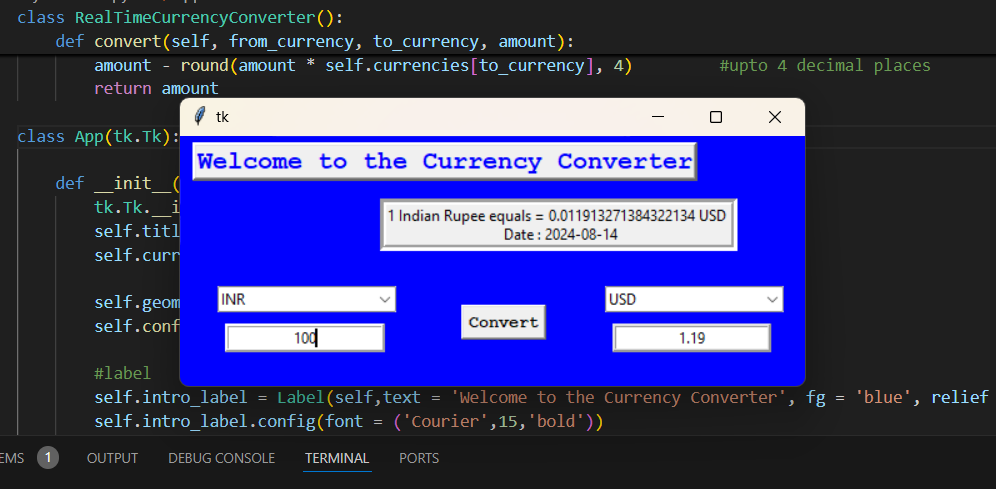 class RealTimeCurrencyConverter():
def convert(self, from_currency, to_currency, amount):
amount - round(amount * self.currencies[to_currency], 4) #upto 4 decimal places
return amount
tk
class App(tk.Tk):
Welcome to the Currency Converter
def __init__(
tk.Tk.__i
self.titl
self.curr
1 Indian Rupee equals = 0.011913271384322134 USD
Date : 2024-08-14
self.geom
self.conf
INR
USD
100
Convert
1.19
#label
self.intro_label = Label(self,text = 'Welcome to the Currency Converter', fg = 'blue', relief
self.intro_label.config(font = ('Courier',15,'bold'))
EMS 1 OUTPUT DEBUG CONSOLE TERMINAL PORTS